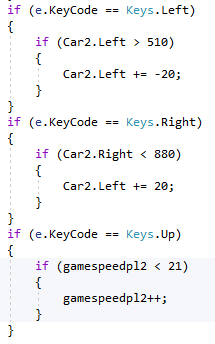 if (e.KeyCode == Keys.Left)
{
if (Car2.Left > 510)
{
Car2.Left += -20;
}
}
if (e.KeyCode == Keys.Right)
{
if (Car2.Right < 880)
{
Car2.Left += 20;
}
}
if (e.KeyCode == Keys.Up)
{
if (gamespeedpl2 < 21)
{
gamespeedpl2++;
}
}